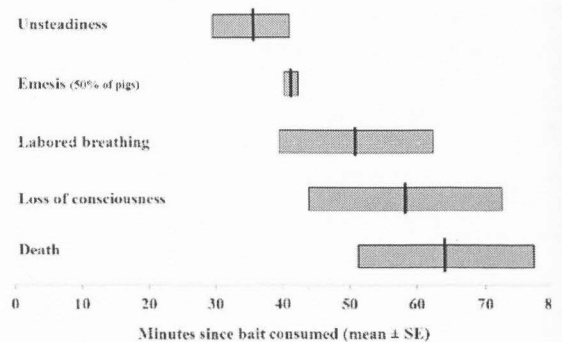 Unsteadiness
Emesis (50% of pigs)
Labored breathing
Loss of consciousness
Death
0 10 20 30 40 50 60 70 8
Minutes since bait consumed (mean ± SE)